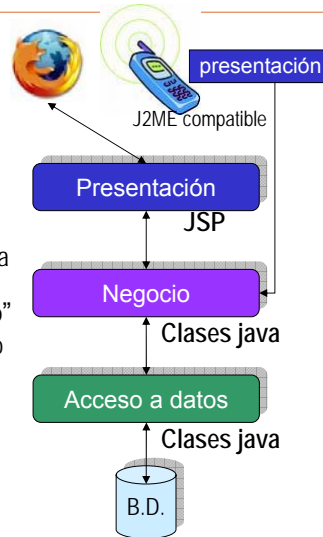 presentación
J2ME compatible
Presentación
JSP
a
Negocio
”
Clases java
o
Acceso a datos
Clases java
B.D.